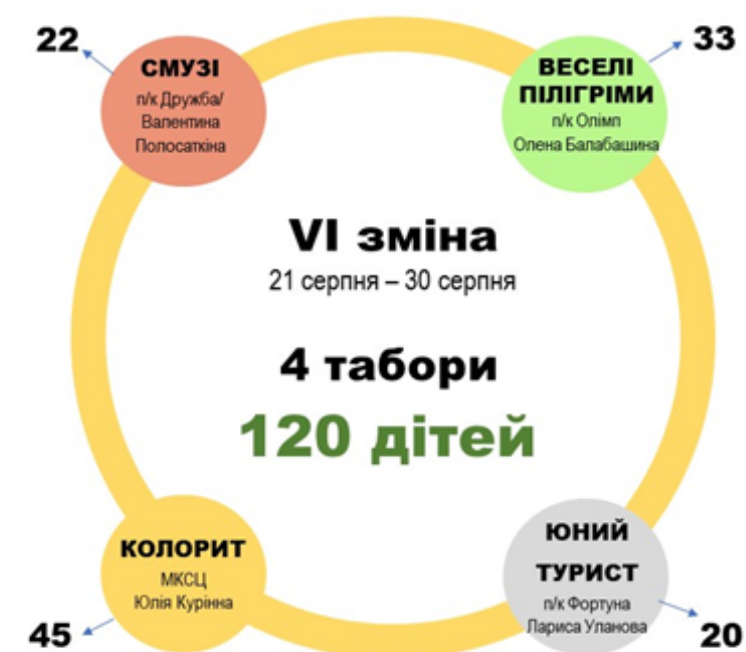 22
СМУЗІ
п/к Дружба/
Валентина
Полосаткіна
33
ВЕСЕЛІ
ПІЛІГРІМИ
п/к Олімп
Олена Балабашина
VI зміна
21 серпня – 30 серпня
4 табори
120 дітей
КОЛОРИТ
МКСЦ
Юлія Курінна
45
ЮНИЙ
ТУРИСТ
п/к Фортуна
Лариса Уланова
20